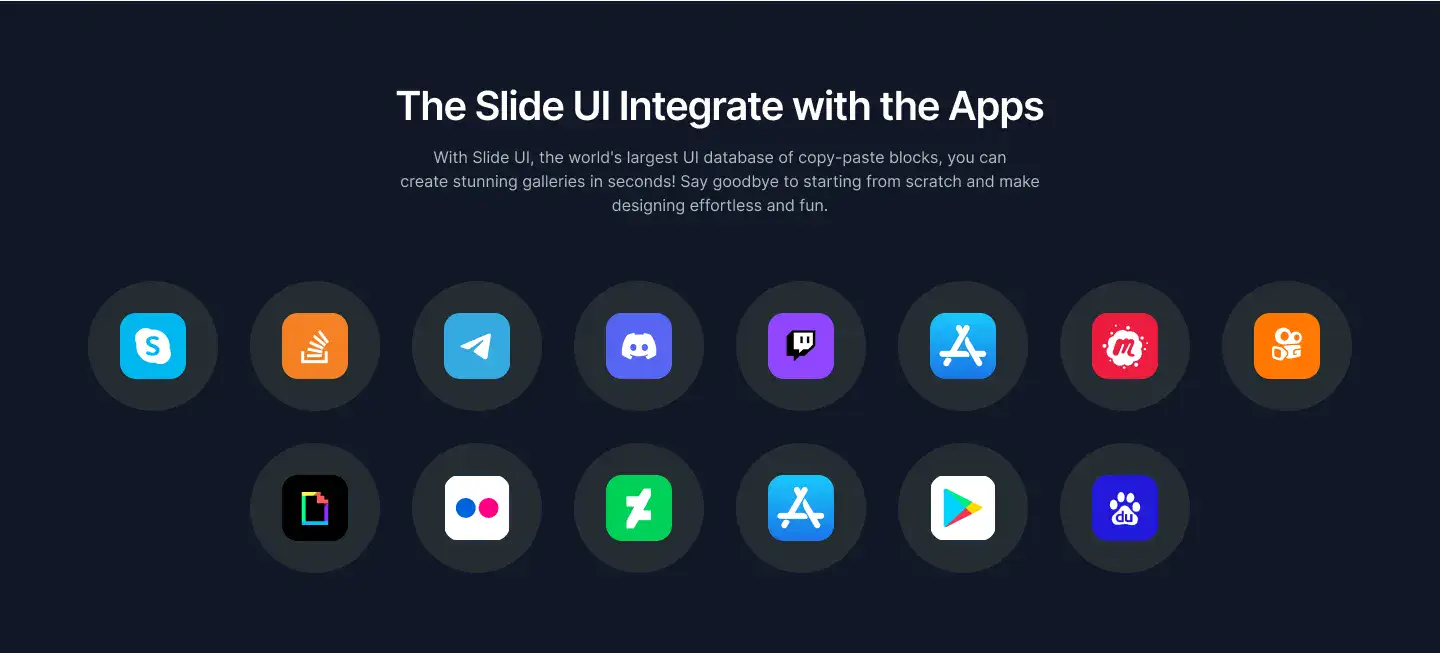 The Slide UI Integrate with the Apps
With Slide UI, the world's largest UI database of copy-paste blocks, you can
create stunning galleries in seconds! Say goodbye to starting from scratch and make
designing effortless and fun.
S
m
du